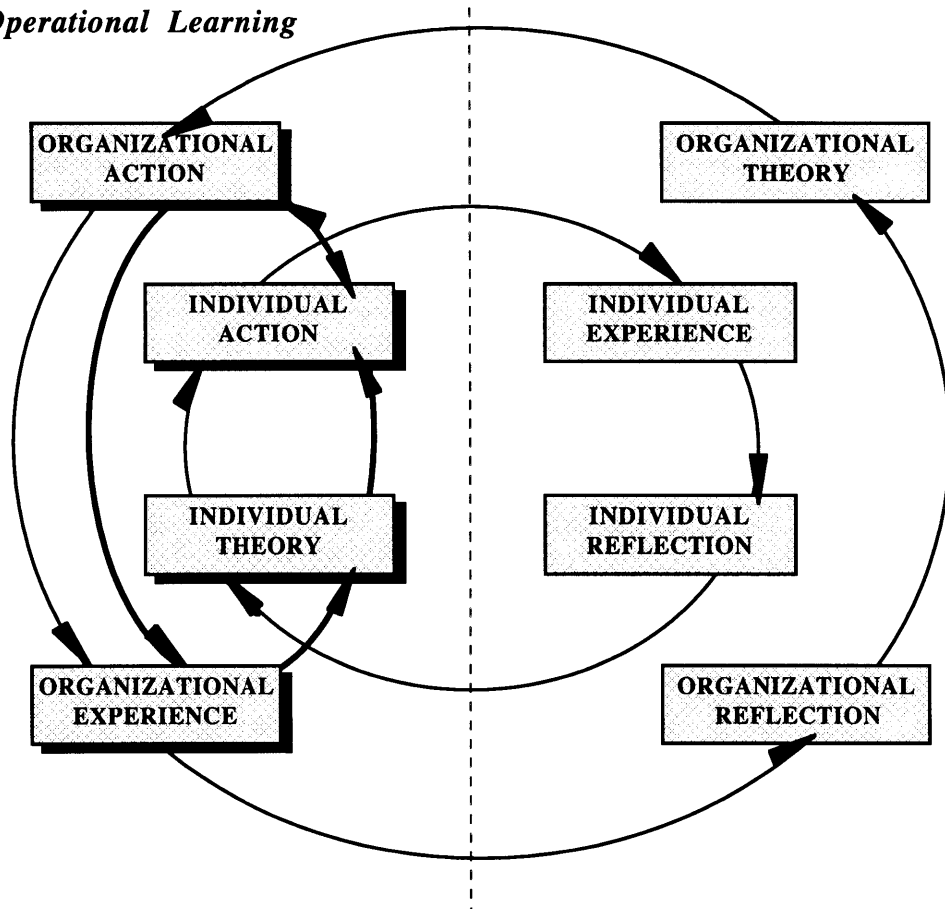 Operational Learning
ORGANIZATIONAL
ACTION
ORGANIZATIONAL
THEORY
INDIVIDUAL
ACTION
INDIVIDUAL
EXPERIENCE
INDIVIDUAL
THEORY
INDIVIDUAL
REFLECTION
ORGANIZATIONAL
EXPERIENCE
ORGANIZATIONAL
REFLECTION